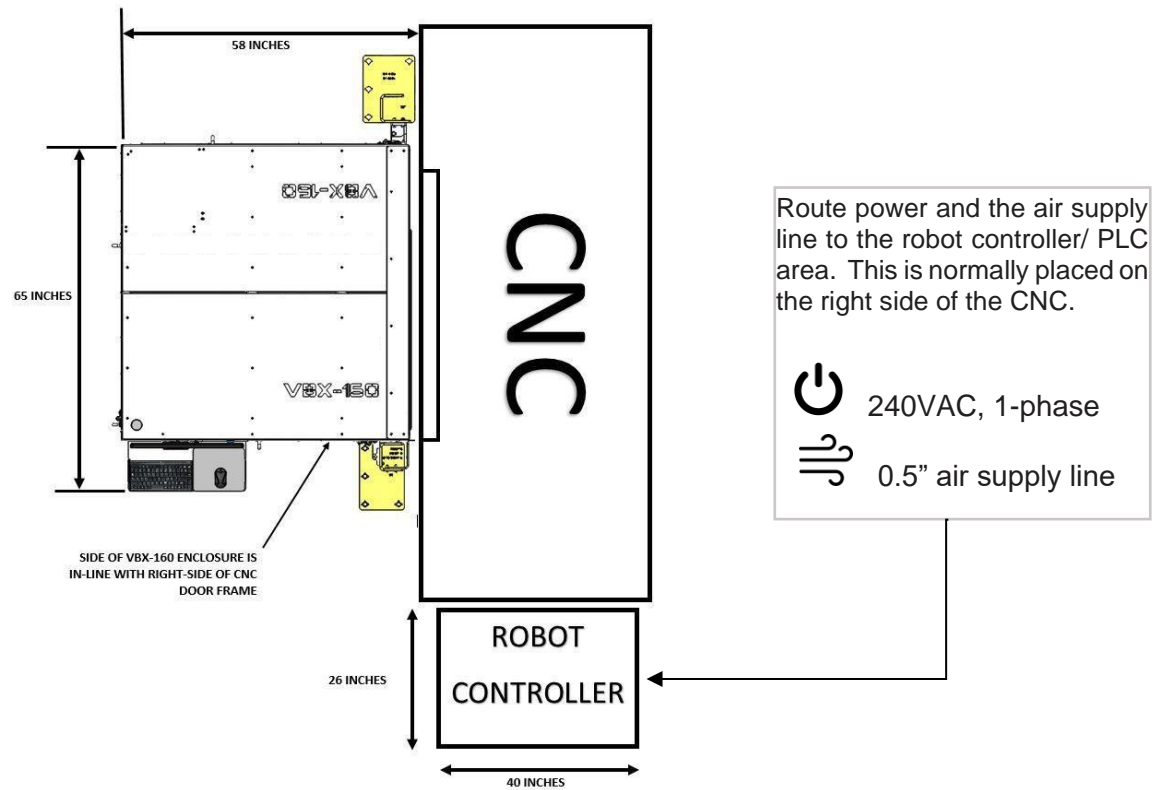 58 INCHES
VBX-160
65 INCHES
VBX-160
CNC
SIDE OF VBX-160 ENCLOSURE IS
IN-LINE WITH RIGHT-SIDE OF CNC
DOOR FRAME
ROBOT
CONTROLLER
26 INCHES
40 INCHES
Route power and the air supply
line to the robot controller/ PLC
area. This is normally placed on
the right side of the CNC.
240VAC, 1-phase
0.5” air supply line